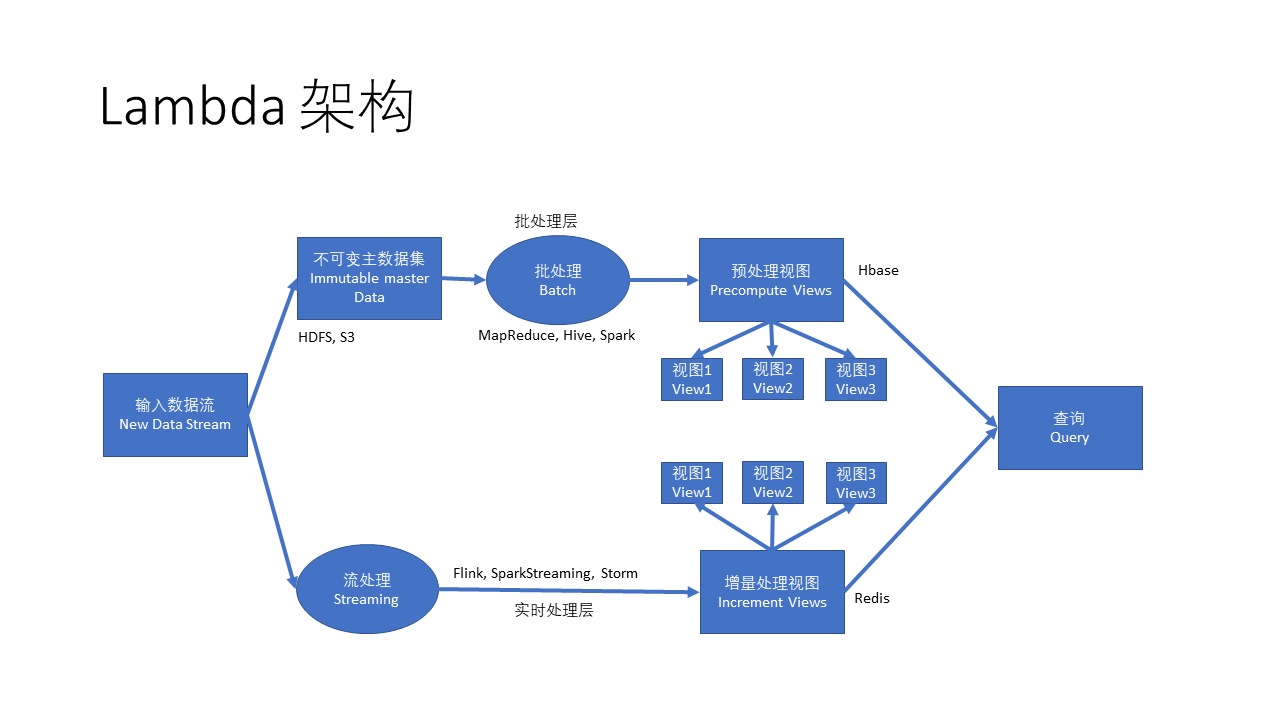 Lambda 架构
批处理层
不可变主数据集
Immutable master
Data
批处理
Batch
预处理视图
Precompute Views
Hbase
HDFS, S3
MapReduce, Hive, Spark
视图1
View1
视图2
View2
视图3
View3
输入数据流
New Data Stream
查询
Query
视图1
View1
视图2
View2
视图3
View3
流处理
Streaming
Flink, SparkStreaming, Storm
实时处理层
增量处理视图
Increment Views
Redis